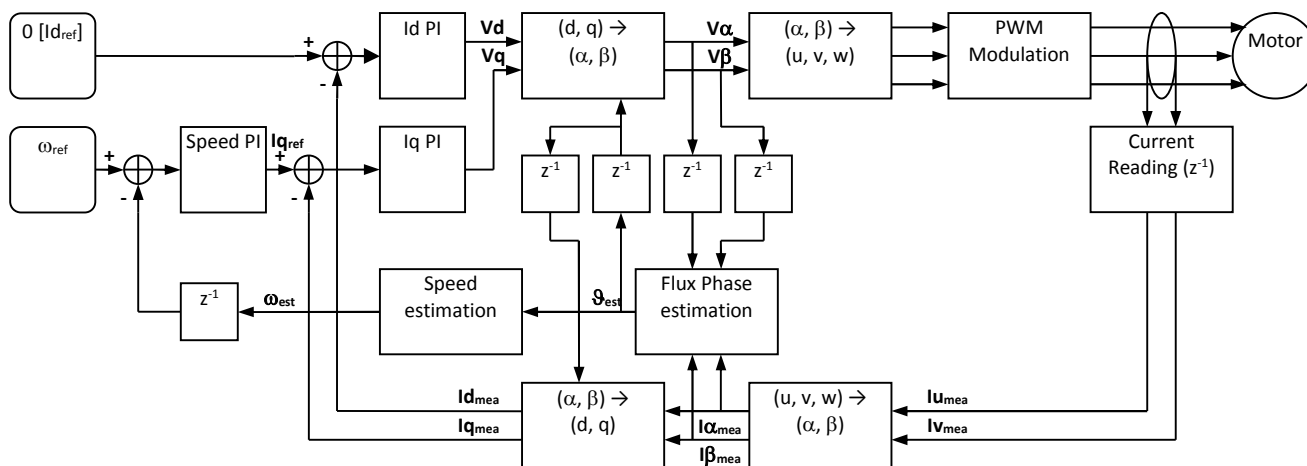 0 [Idref]
+
-
Id PI
Vd
Vq
(d, q) →
(α, β)
Vα
Vβ
(α, β) →
(u, v, w)
PWM
Modulation
Motor
ωref
+
-
Speed PI
Iqref
+
-
Iq PI
z-1
z-1
z-1
z-1
Current
Reading (z-1)
z-1
ωest
Speed
estimation
ϑest
Flux Phase
estimation
Idmea
Iqmea
(α, β) →
(d, q)
Iαmea
Iβmea
(u, v, w) →
(α, β)
Iumea
Ivmea